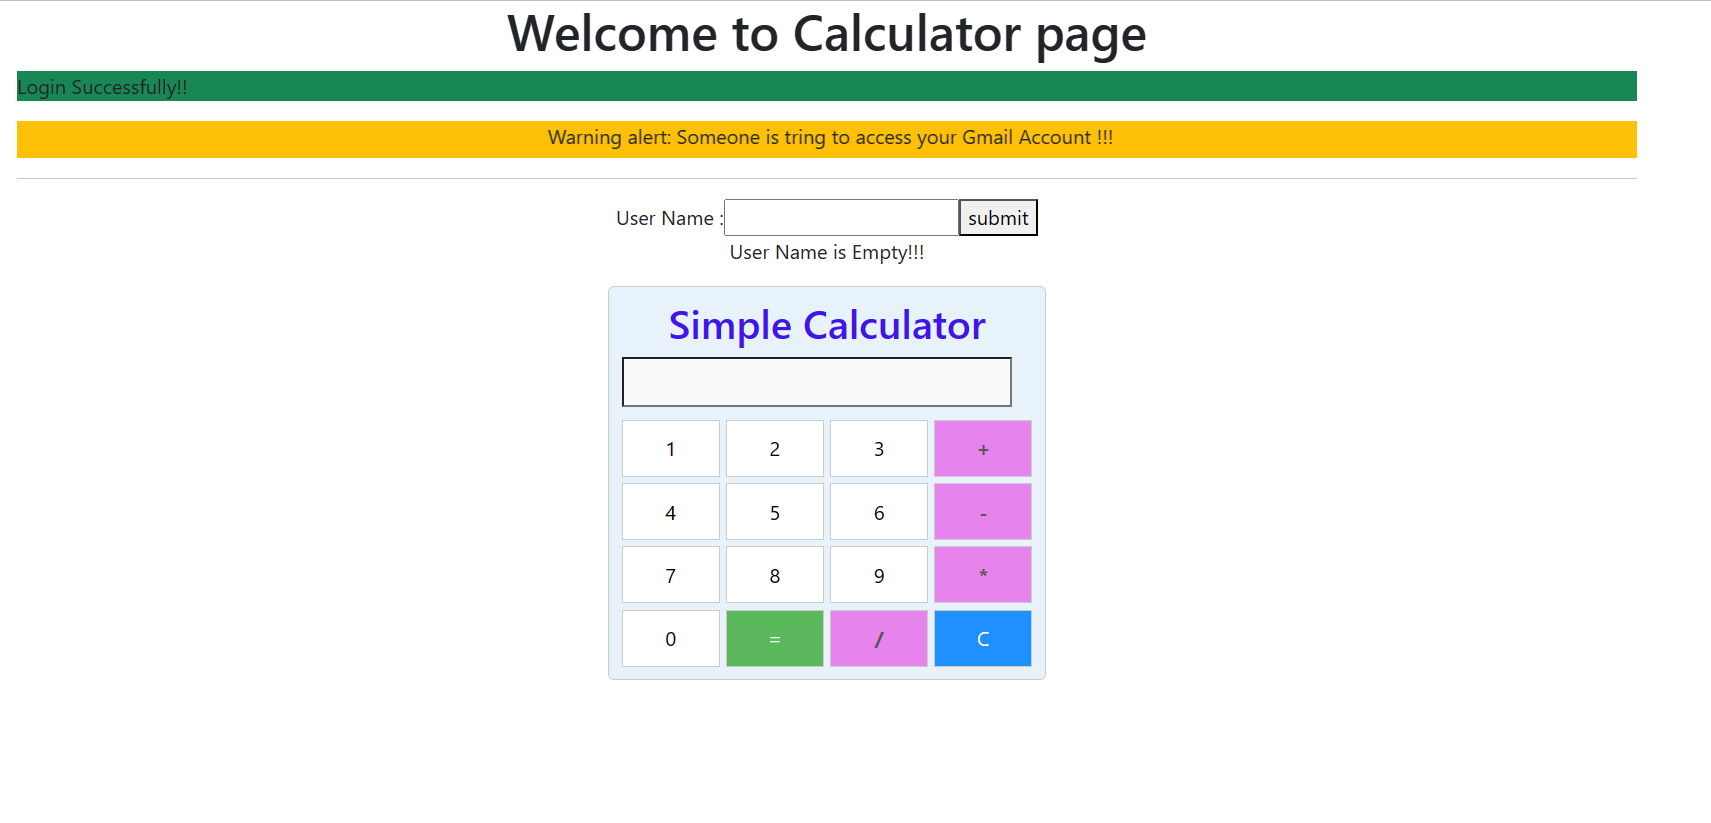 Welcome to Calculator page
Login Successfully!!
Warning alert: Someone is tring to access your Gmail Account !!!
User Name : submit
User Name is Empty!!!
Simple Calculator
1 2 3 +
4 5 6 -
7 8 9 *
0 = / C